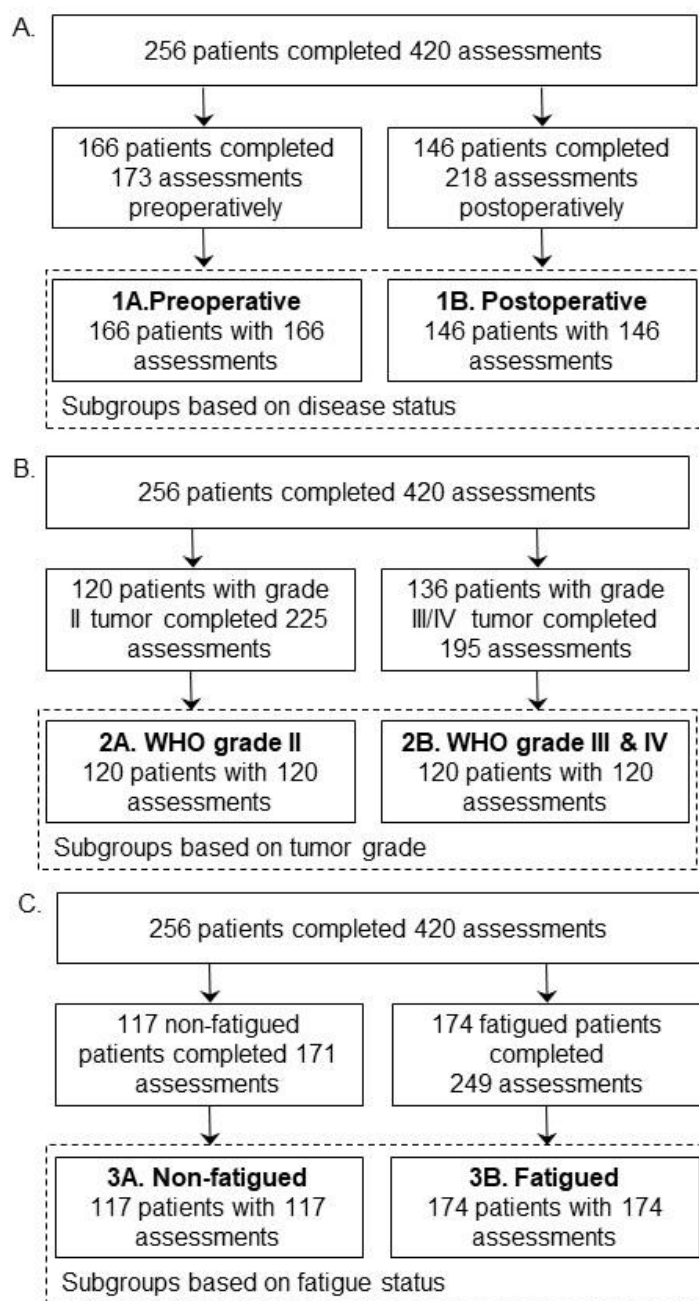 A.
256 patients completed 420 assessments
166 patients completed
173 assessments
preoperatively
146 patients completed
218 assessments
postoperatively
1A.Preoperative
166 patients with 166
assessments
1B. Postoperative
146 patients with 146
assessments
Subgroups based on disease status
B.
256 patients completed 420 assessments
120 patients with grade
II tumor completed 225
assessments
136 patients with grade
III/IV tumor completed
195 assessments
2A. WHO grade II
120 patients with 120
assessments
2B. WHO grade III & IV
120 patients with 120
assessments
Subgroups based on tumor grade
C.
256 patients completed 420 assessments
117 non-fatigued
patients completed 171
assessments
174 fatigued patients
completed
249 assessments
3A. Non-fatigued
117 patients with 117
assessments
3B. Fatigued
174 patients with 174
assessments
Subgroups based on fatigue status